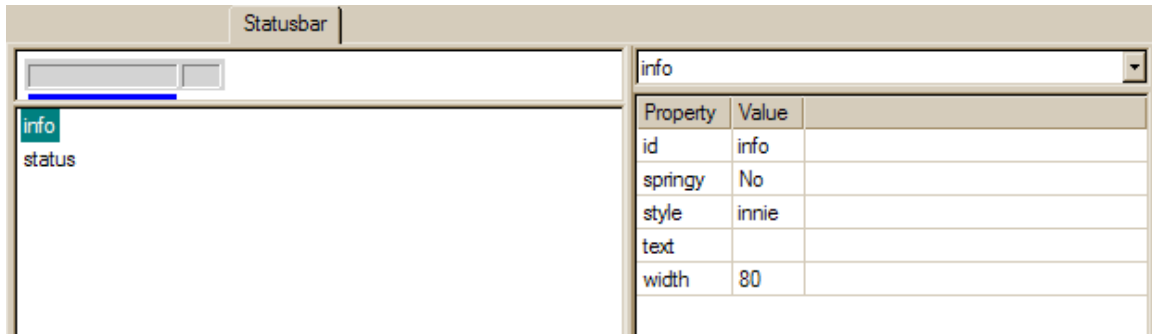 Statusbar
info
status
info
Property Value
id info
springy No
style innie
text
width 80